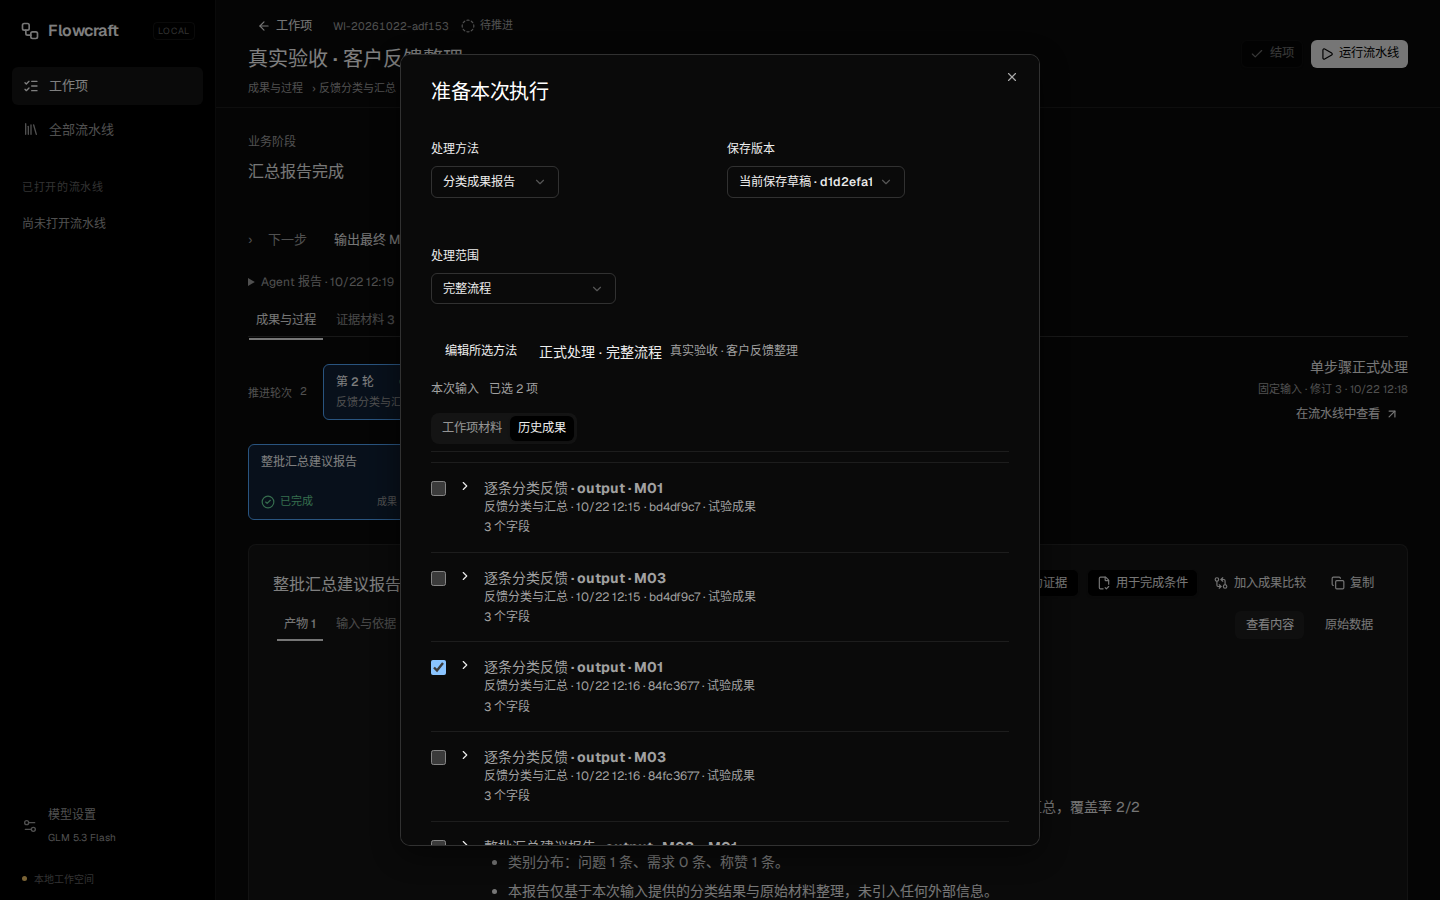 Flowcraft
LOCAL
工作项
全部流水线
已打开的流水线
尚未打开流水线
模型设置
GLM 5.3 Flash
本地工作空间
工作项
WI-20261022-adf153
待推进
真实验收 · 客户反馈整理
成果与过程 › 反馈分类与汇总
结项
运行流水线
业务阶段
汇总报告完成
› 下一步 输出最终 M
Agent 报告 · 10/22 12:19
成果与过程
证据材料 3
推进轮次 2
第 2 轮
反馈分类与汇
单步骤正式处理
固定输入 · 修订 3 · 10/22 12:18
在流水线中查看
整批汇总建议报告
已完成
成果
整批汇总建议报告
证据
用于完成条件
加入成果比较
复制
产物 1
输入与依据
查看内容
原始数据
总，覆盖率 2/2
类别分布：问题 1 条、需求 0 条、称赞 1 条。
本报告仅基于本次输入提供的分类结果与原始材料整理，未引入任何外部信息。
准备本次执行
处理方法
分类成果报告
保存版本
当前保存草稿 · d1d2efa1
处理范围
完整流程
编辑所选方法
正式处理 · 完整流程
真实验收 · 客户反馈整理
本次输入 已选 2 项
工作项材料
历史成果
逐条分类反馈 · output · M01
反馈分类与汇总 · 10/22 12:15 · bd4df9c7 · 试验成果
3 个字段
逐条分类反馈 · output · M03
反馈分类与汇总 · 10/22 12:15 · bd4df9c7 · 试验成果
3 个字段
逐条分类反馈 · output · M01
反馈分类与汇总 · 10/22 12:16 · 84fc3677 · 试验成果
3 个字段
逐条分类反馈 · output · M03
反馈分类与汇总 · 10/22 12:16 · 84fc3677 · 试验成果
3 个字段